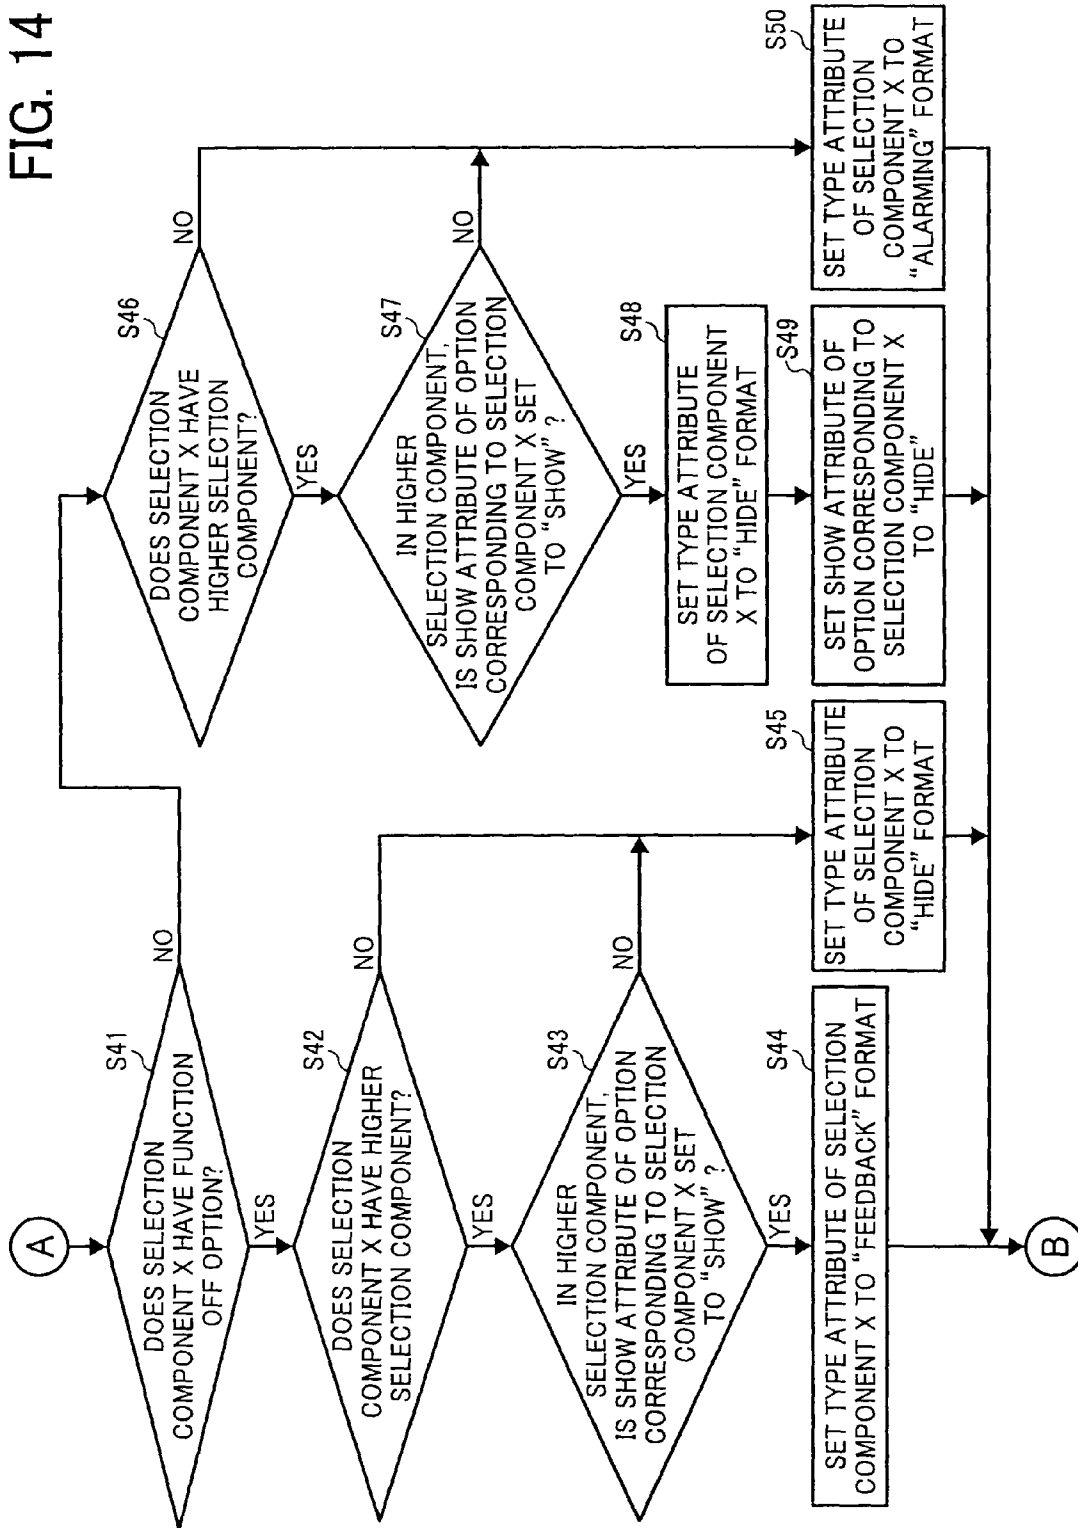 FIG. 14
A
S41
DOES SELECTION
COMPONENT X HAVE FUNCTION
OFF OPTION?
NO
YES
S42
DOES SELECTION
COMPONENT X HAVE HIGHER
SELECTION COMPONENT?
NO
YES
S43
IN HIGHER
SELECTION COMPONENT,
IS SHOW ATTRIBUTE OF OPTION
CORRESPONDING TO SELECTION
COMPONENT X SET
TO “SHOW” ?
NO
YES
S44
SET TYPE ATTRIBUTE OF SELECTION
COMPONENT X TO “FEEDBACK” FORMAT
S45
SET TYPE ATTRIBUTE
OF SELECTION
COMPONENT X TO
“HIDE” FORMAT
S46
DOES SELECTION
COMPONENT X HAVE
HIGHER SELECTION
COMPONENT?
NO
YES
S47
IN HIGHER
SELECTION COMPONENT,
IS SHOW ATTRIBUTE OF OPTION
CORRESPONDING TO SELECTION
COMPONENT X SET
TO “SHOW” ?
NO
YES
S48
SET TYPE ATTRIBUTE
OF SELECTION COMPONENT
X TO “HIDE” FORMAT
S49
SET SHOW ATTRIBUTE OF
OPTION CORRESPONDING TO
SELECTION COMPONENT X
TO “HIDE”
S50
SET TYPE ATTRIBUTE
OF SELECTION
COMPONENT X TO
“ALARMING” FORMAT
B